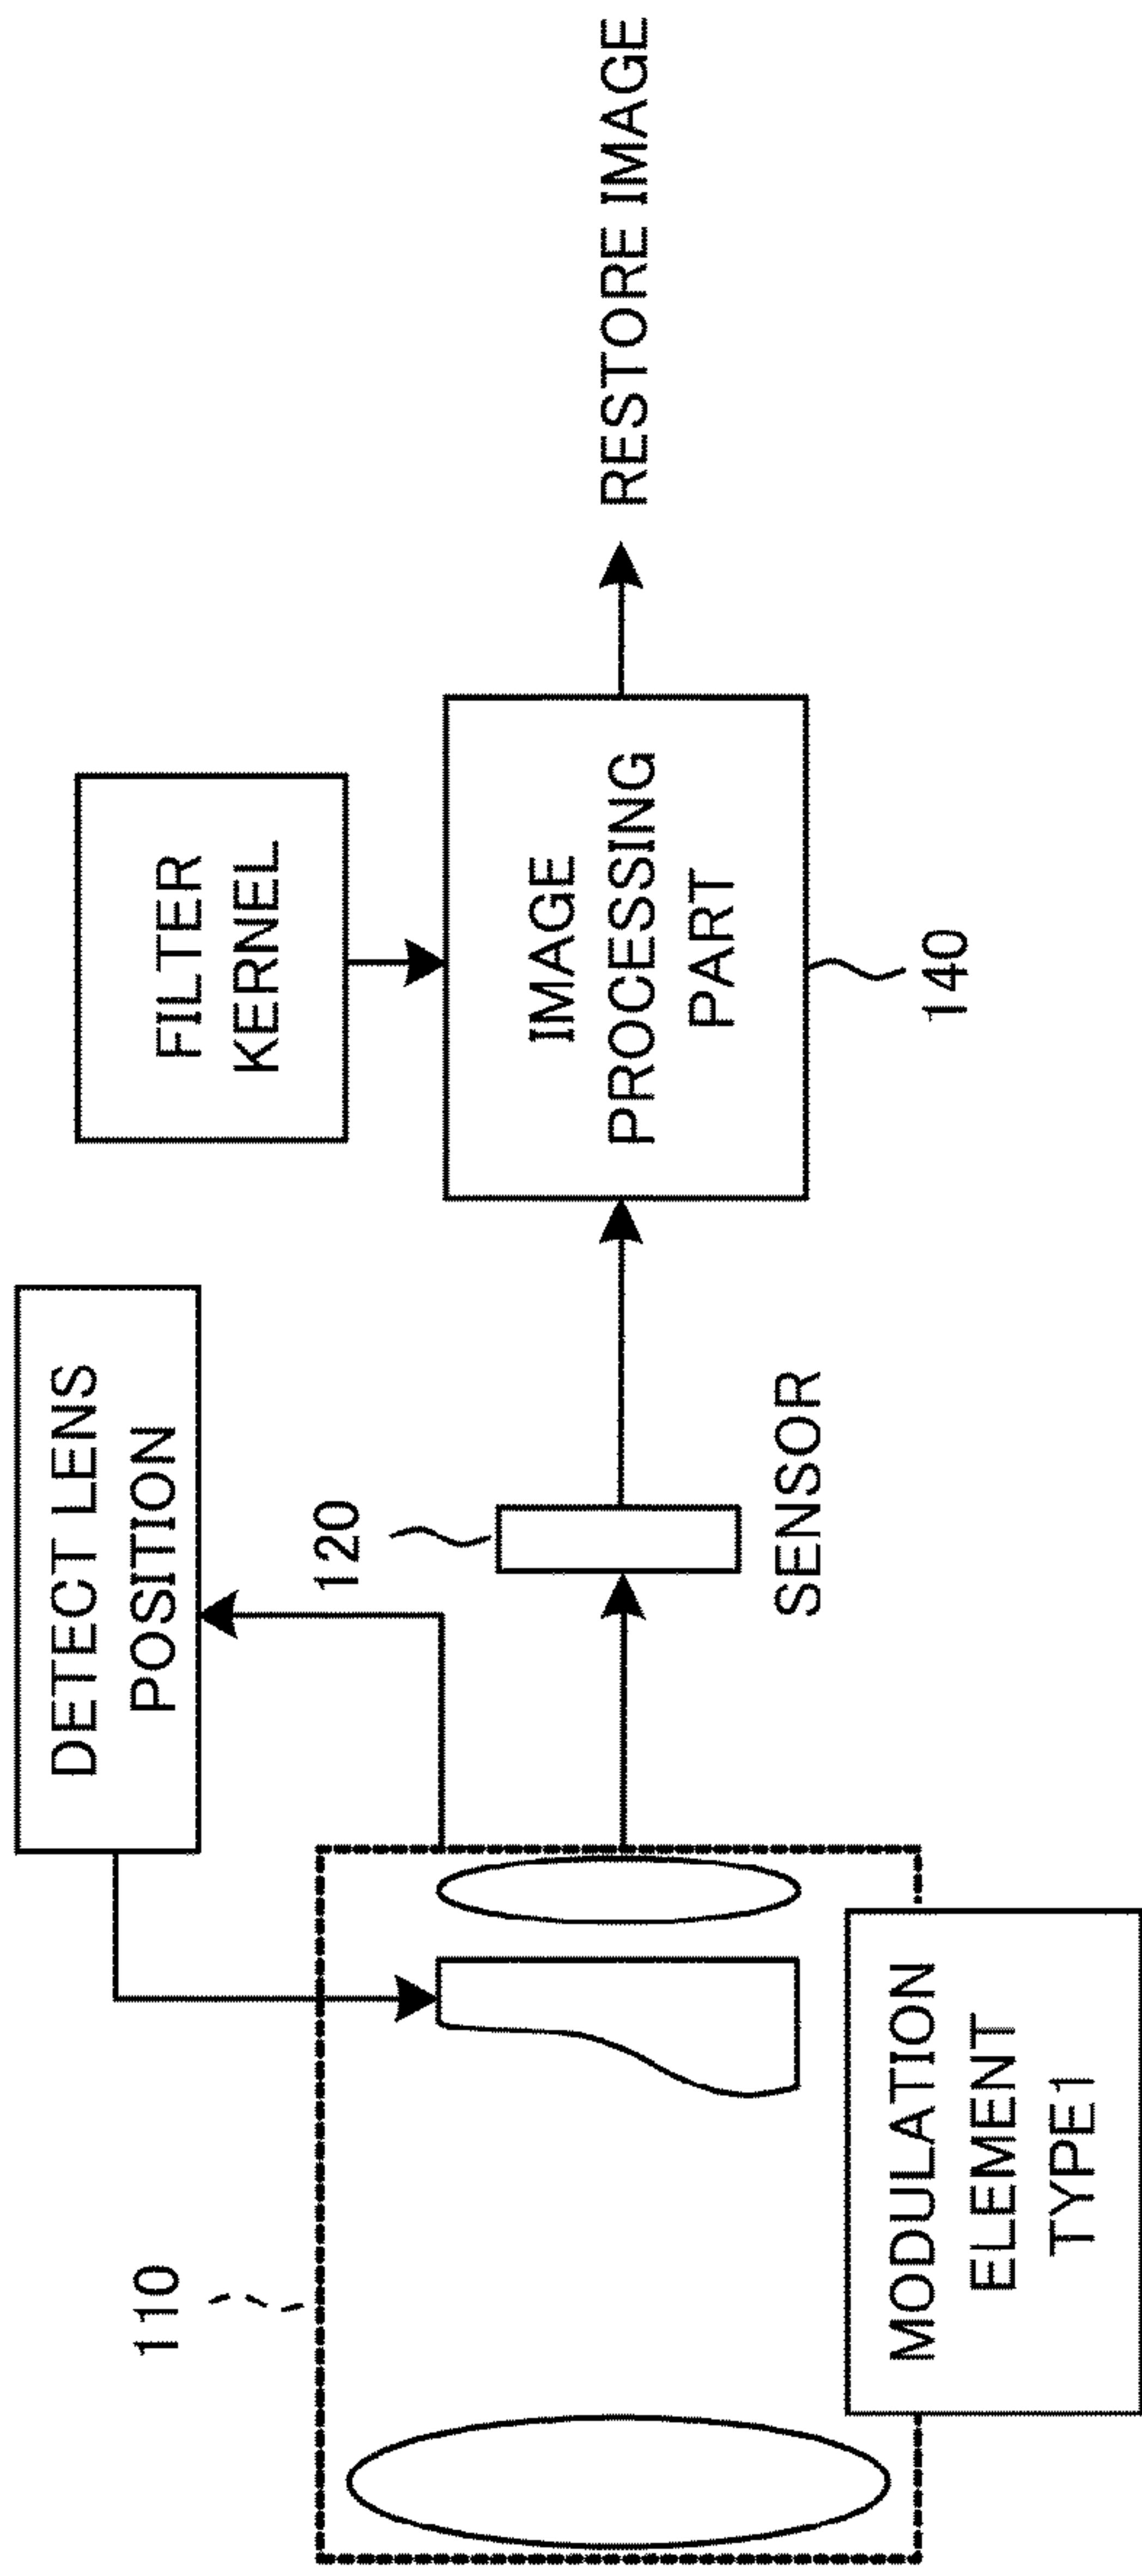 110
DETECT LENS
POSITION
120
SENSOR
MODULATION
ELEMENT
TYPE1
FILTER
KERNEL
IMAGE
PROCESSING
PART
140
RESTORE IMAGE